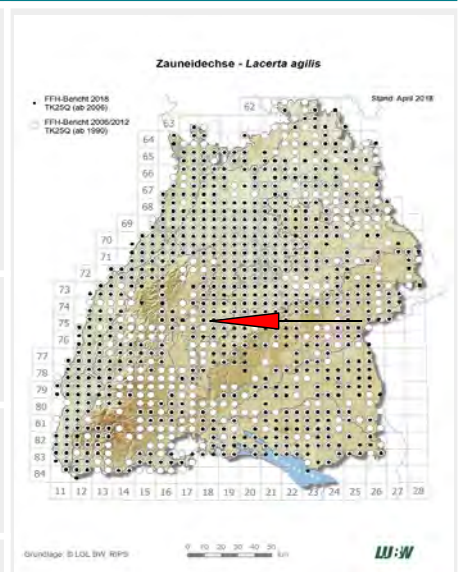 Zauneidechse - Lacerta agilis
FFH-Bericht 2018
TK25Q (ab 2006)
Stand: April 2018
FFH-Bericht 2006/2012
TK25Q (ab 1990)
62
63
64
65
66
67
68
69
70
71
72
73
74
75
76
77
78
79
80
81
82
83
84
11 12 13 14 15 16 17 18 19 20 21 22 23 24 25 26 27 28
Grundlage: © LGL BW RIPS
0 10 20 30 40 50 km
LUBW